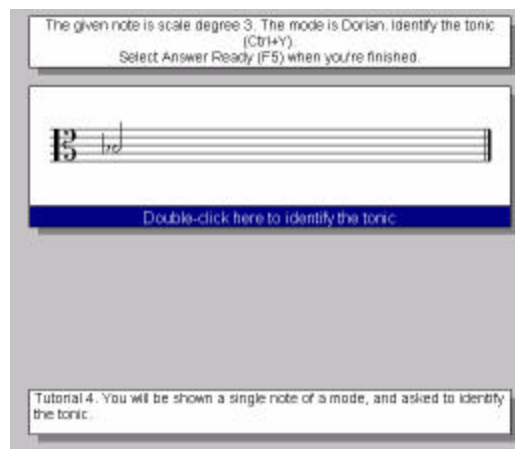 The given note is scale degree 3. The mode is Dorian. Identify the tonic
(Ctrl+Y)
Select Answer Ready (F5) when you're finished.
Double-click here to identify the tonic
Tutorial 4. You will be shown a single note of a mode, and asked to identify
the tonic.